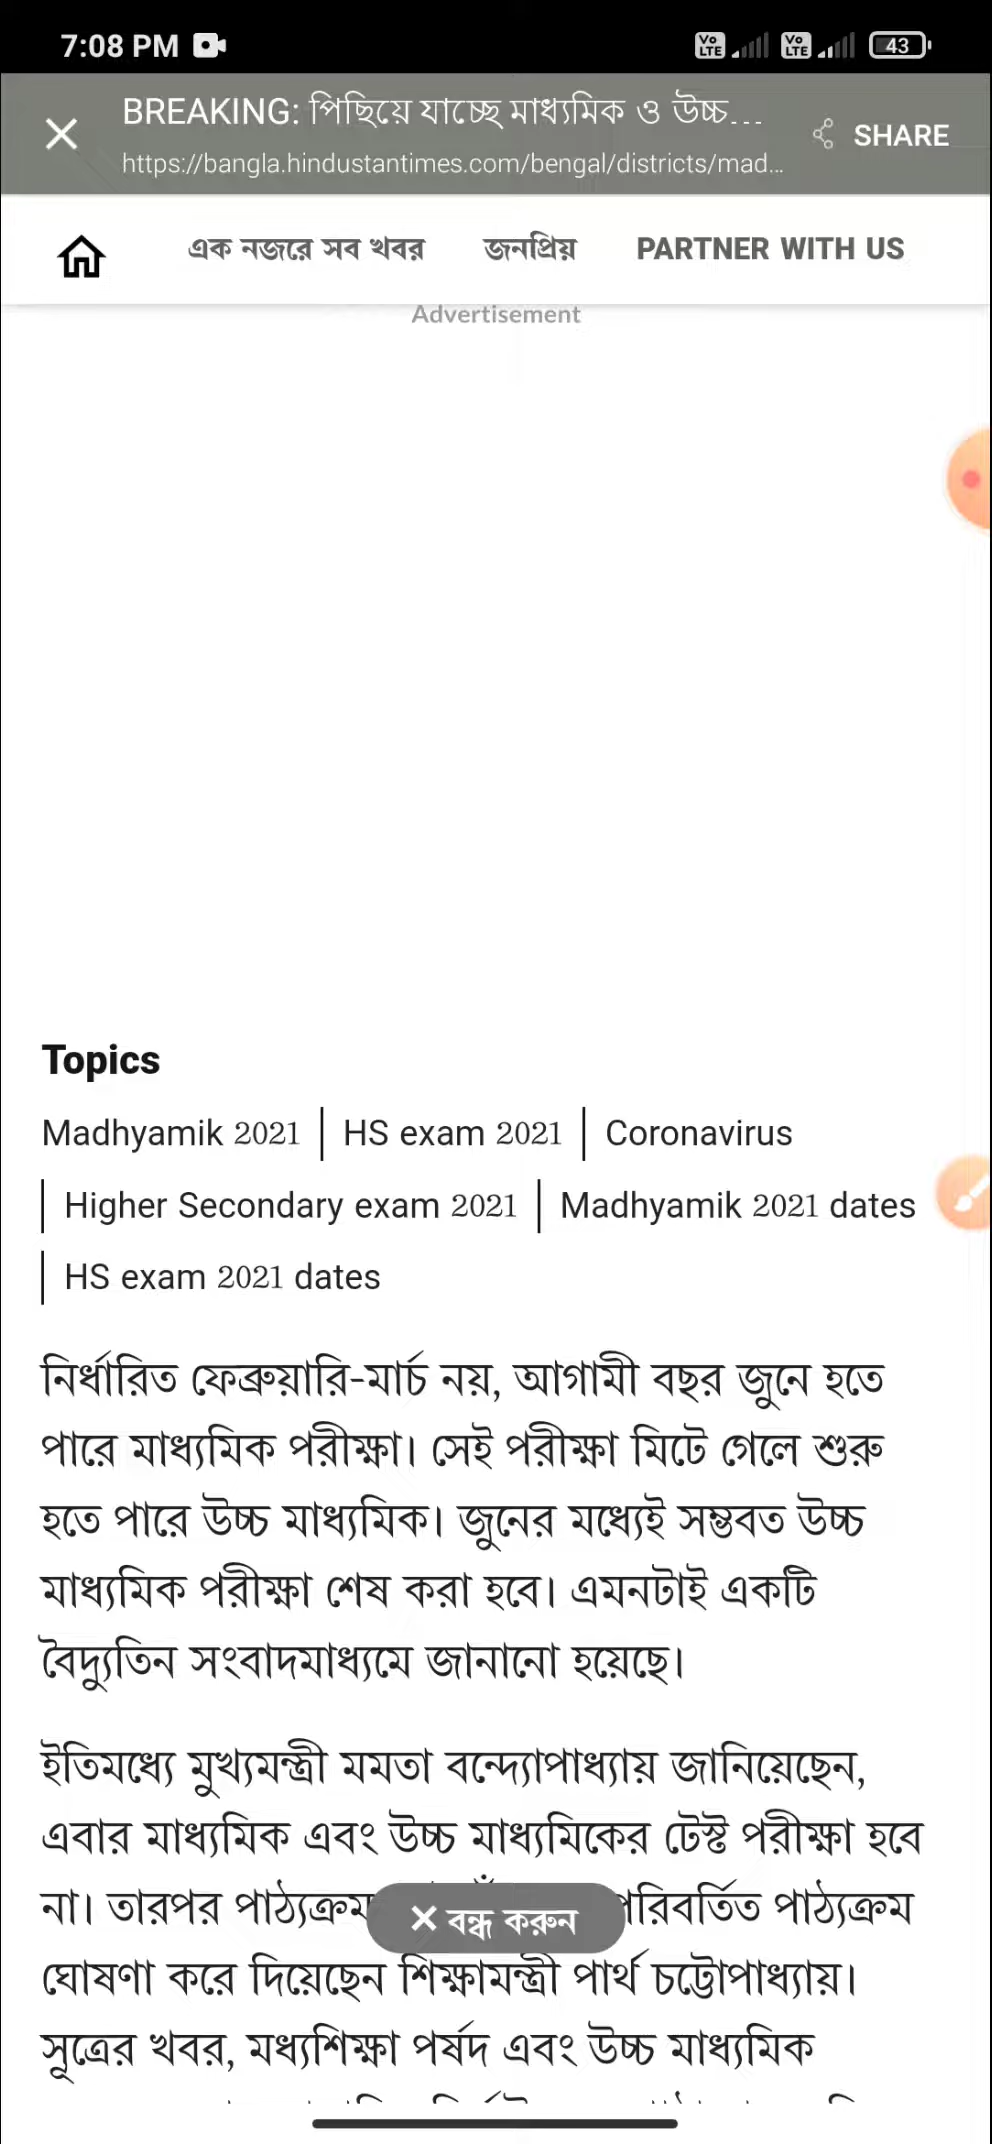 7:08 PM
Vo LTE Vo LTE 43
BREAKING: পিছিয়ে যাচ্ছে মাধ্যমিক ও উচ্চ...
https://bangla.hindustantimes.com/bengal/districts/mad...
SHARE
এক নজরে সব খবর জনপ্রিয় PARTNER WITH US
Advertisement
Topics
Madhyamik 2021 | HS exam 2021 | Coronavirus
| Higher Secondary exam 2021 | Madhyamik 2021 dates
| HS exam 2021 dates
নির্ধারিত ফেব্রুয়ারি-মার্চ নয়, আগামী বছর জুনে হতে
পারে মাধ্যমিক পরীক্ষা। সেই পরীক্ষা মিটে গেলে শুরু
হতে পারে উচ্চ মাধ্যমিক। জুনের মধ্যেই সম্ভবত উচ্চ
মাধ্যমিক পরীক্ষা শেষ করা হবে। এমনটাই একটি
বৈদ্যুতিন সংবাদমাধ্যমে জানানো হয়েছে।
ইতিমধ্যে মুখ্যমন্ত্রী মমতা বন্দ্যোপাধ্যায় জানিয়েছেন,
এবার মাধ্যমিক এবং উচ্চ মাধ্যমিকের টেস্ট পরীক্ষা হবে
না। তারপর পাঠ্যক্রম পরিবর্তিত পাঠ্যক্রম
× বন্ধ করুন
ঘোষণা করে দিয়েছেন শিক্ষামন্ত্রী পার্থ চট্টোপাধ্যায়।
সূত্রের খবর, মধ্যশিক্ষা পর্ষদ এবং উচ্চ মাধ্যমিক